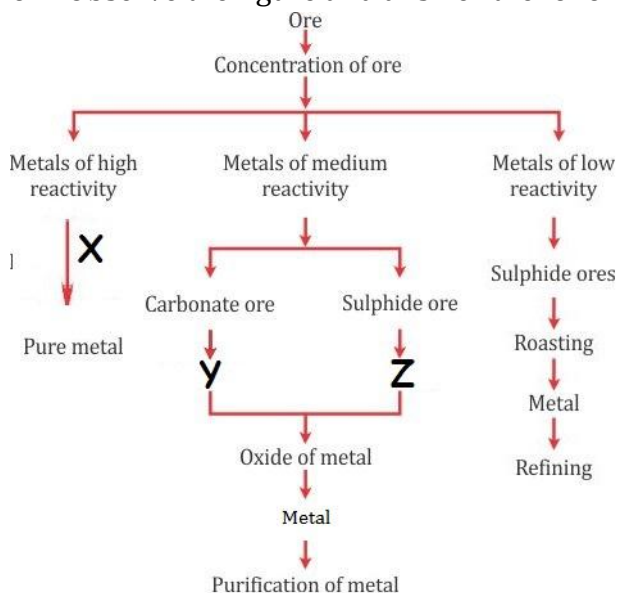 Ore
Concentration of ore
Metals of high
reactivity
Metals of medium
reactivity
Metals of low
reactivity
X
Pure metal
Carbonate ore
Sulphide ore
y
Z
Oxide of metal
Metal
Purification of metal
Sulphide ores
Roasting
Metal
Refining